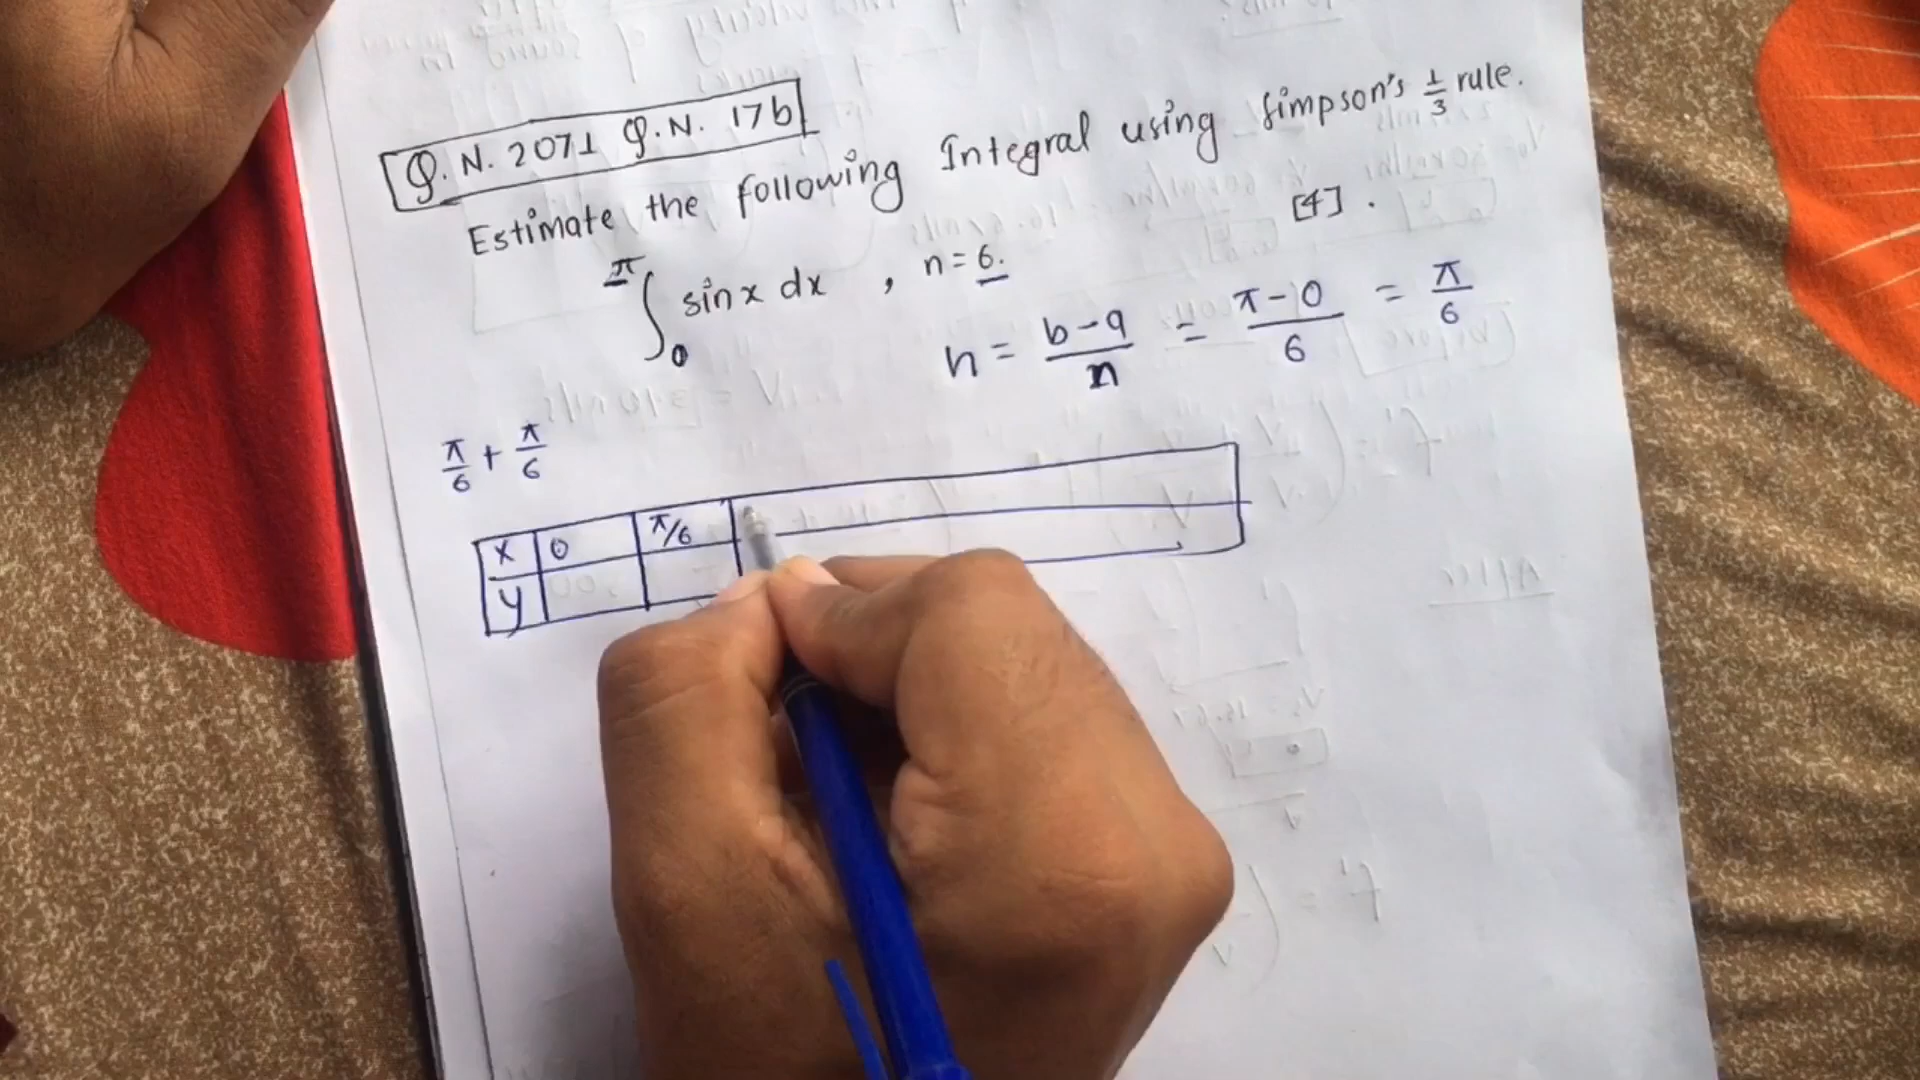 Q.N. 2071 Q.N. 17b
Estimate the following Integral using Simpson's 1/3 rule.
[4].
∫₀^π sinx dx , n = 6.
h = (b-a)/n = (π-0)/6 = π/6
π/6 + π/6
x 0 π/6
y